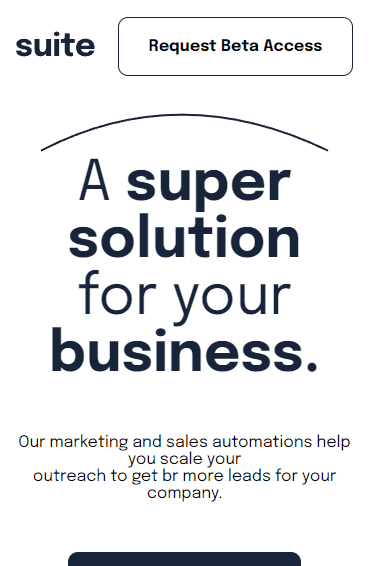 suite
Request Beta Access
A super
solution
for your
business.
Our marketing and sales automations help
you scale your
outreach to get br more leads for your
company.